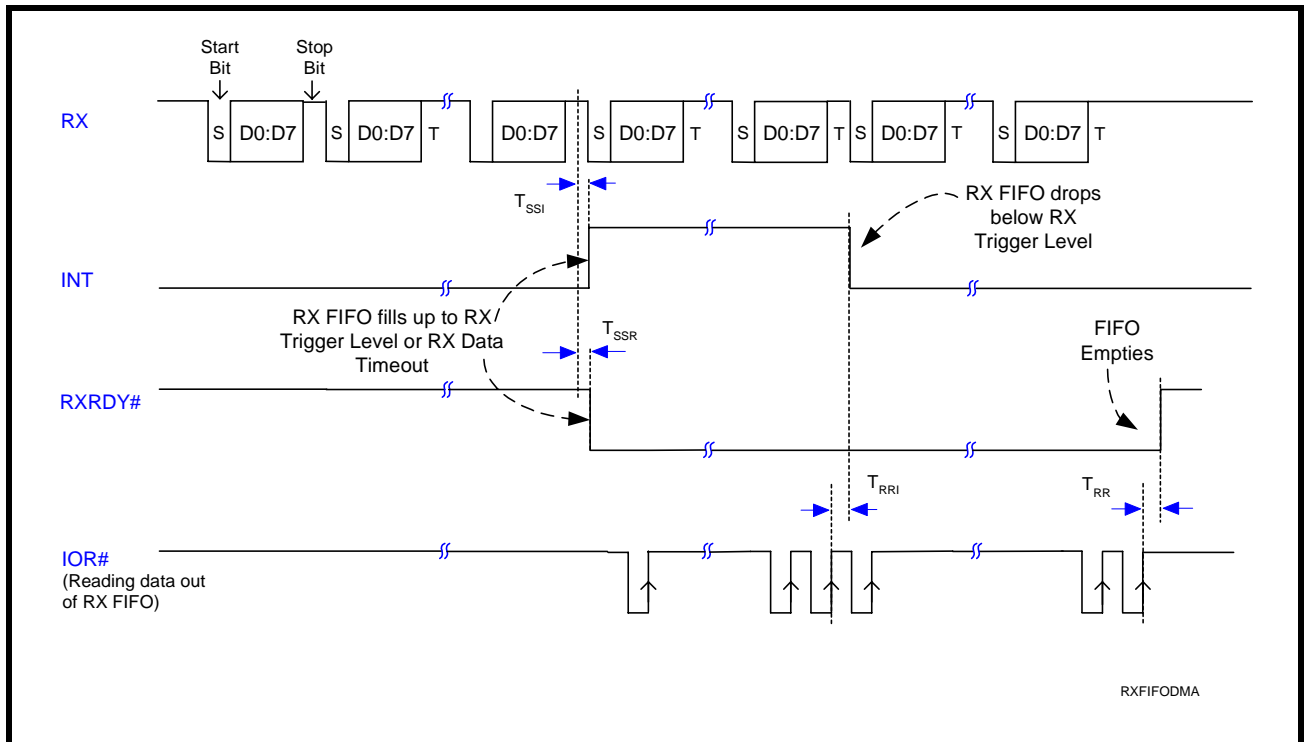 Start
Bit
Stop
Bit
RX
S D0:D7 S D0:D7 T D0:D7 S D0:D7 T S D0:D7 T S D0:D7 T S D0:D7 T
TSSI
RX FIFO drops
below RX
Trigger Level
INT
RX FIFO fills up to RX
Trigger Level or RX Data
Timeout
TSSR
FIFO
Empties
RXRDY#
TRRI
TRR
IOR#
(Reading data out
of RX FIFO)
RXFIFODMA